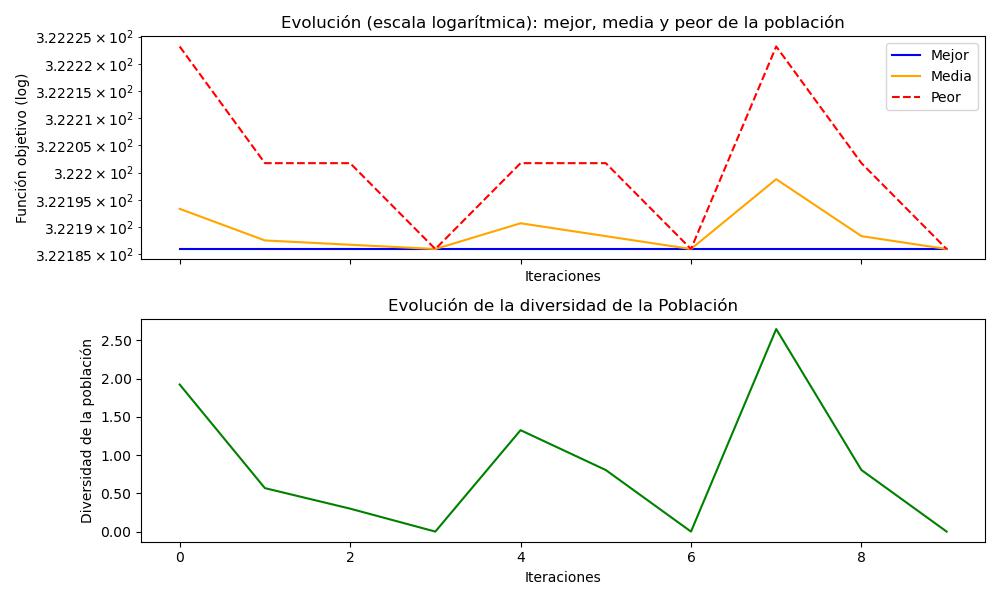 Evolución (escala logarítmica): mejor, media y peor de la población
Función objetivo (log)
3.22225 × 10²
3.2222 × 10²
3.22215 × 10²
3.2221 × 10²
3.22205 × 10²
3.222 × 10²
3.22195 × 10²
3.2219 × 10²
3.22185 × 10²
Mejor
Media
Peor
Iteraciones
Evolución de la diversidad de la Población
Diversidad de la población
2.50
2.00
1.50
1.00
0.50
0.00
0 2 4 6 8
Iteraciones